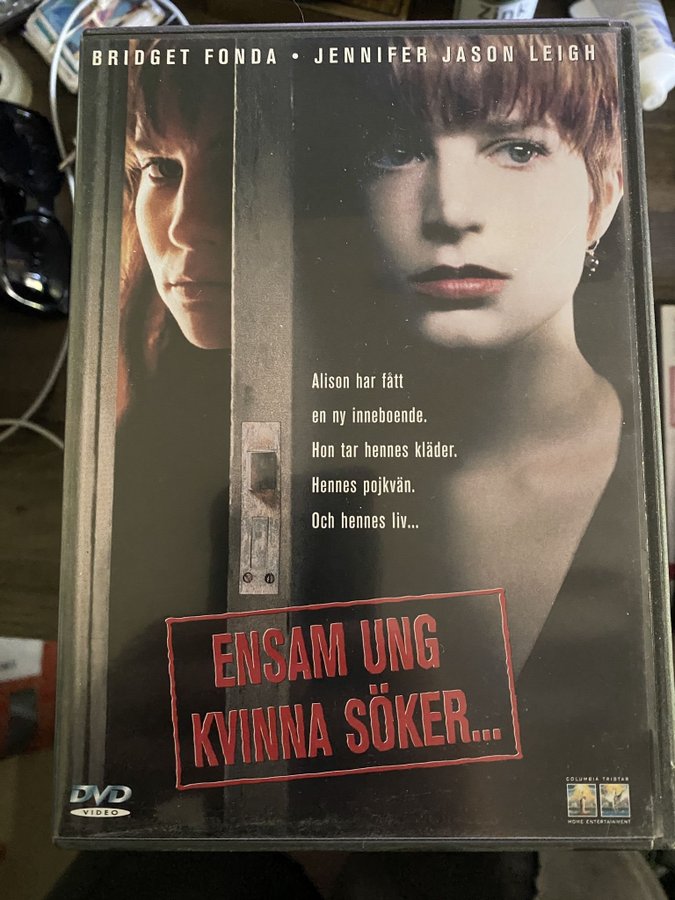 BRIDGET FONDA • JENNIFER JASON LEIGH
Alison har fått
en ny inneboende.
Hon tar hennes kläder.
Hennes pojkvän.
Och hennes liv...
ENSAM UNG
KVINNA SÖKER...
DVD
VIDEO
COLUMBIA TRISTAR
HOME ENTERTAINMENT